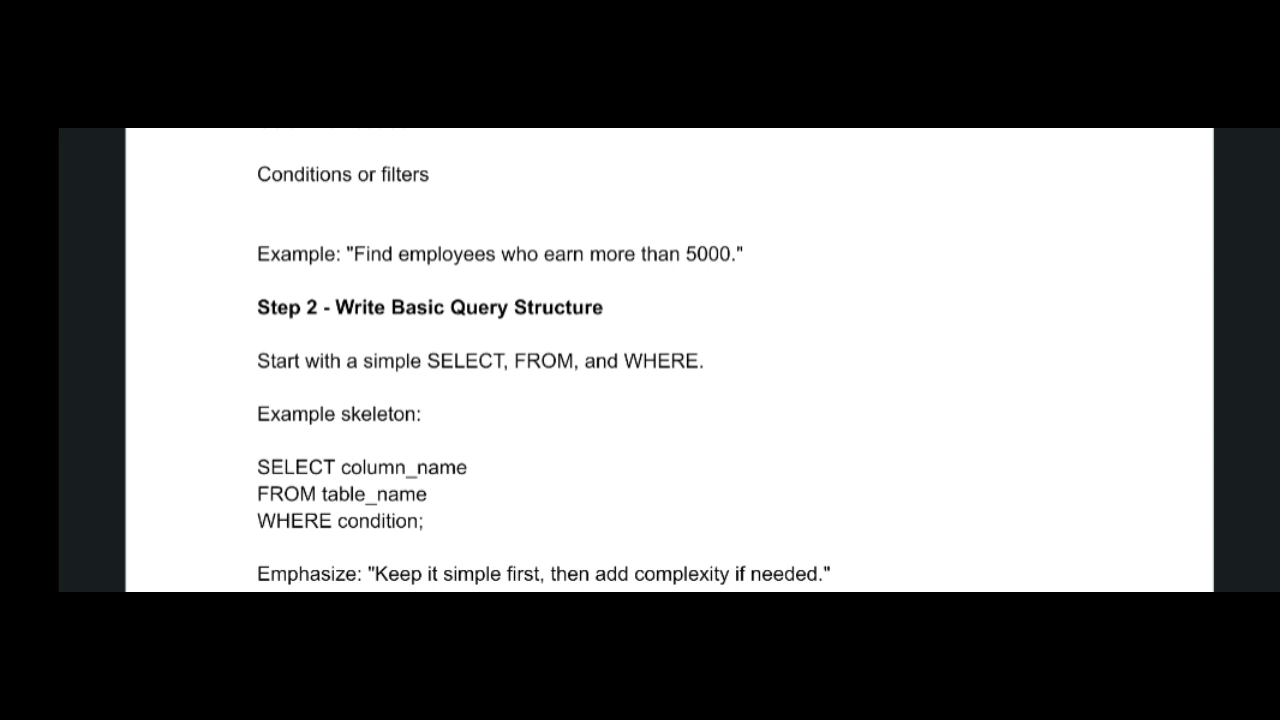 Conditions or filters
Example: "Find employees who earn more than 5000."
Step 2 - Write Basic Query Structure
Start with a simple SELECT, FROM, and WHERE.
Example skeleton:
SELECT column_name
FROM table_name
WHERE condition;
Emphasize: "Keep it simple first, then add complexity if needed."